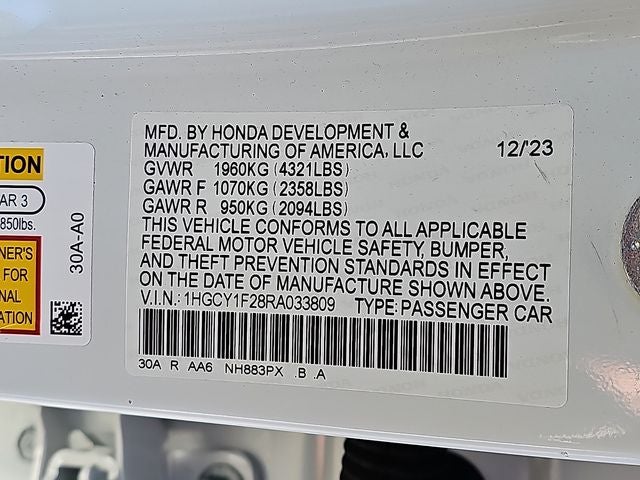 MFD. BY HONDA DEVELOPMENT &
MANUFACTURING OF AMERICA, LLC 12/'23
GVWR 1960KG (4321LBS)
GAWR F 1070KG (2358LBS)
GAWR R 950KG (2094LBS)
THIS VEHICLE CONFORMS TO ALL APPLICABLE
FEDERAL MOTOR VEHICLE SAFETY, BUMPER,
AND THEFT PREVENTION STANDARDS IN EFFECT
ON THE DATE OF MANUFACTURE SHOWN ABOVE.
V.I.N.: 1HGCY1F28RA033809 TYPE: PASSENGER CAR
30A R AA6 NH883PX .B .A
TION
AR 3
850lbs.
NER'S
FOR
NAL
ATION
30A-A0